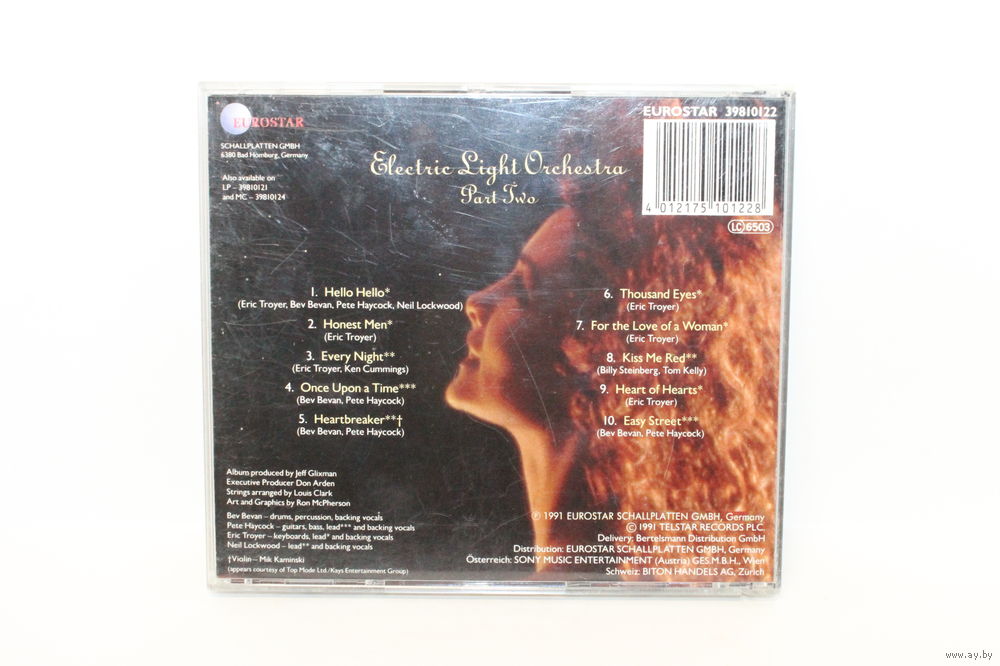 EUROSTAR
SCHALLPLATTEN GMBH
6380 Bad Homburg, Germany
Also available on
LP – 39810121
and MC – 39810124
EUROSTAR 39810122
4 012175 101228
LC 6503
Electric Light Orchestra
Part Two
1. Hello Hello*
(Eric Troyer, Bev Bevan, Pete Haycock, Neil Lockwood)
2. Honest Men*
(Eric Troyer)
3. Every Night**
(Eric Troyer, Ken Cummings)
4. Once Upon a Time***
(Bev Bevan, Pete Haycock)
5. Heartbreaker**†
(Bev Bevan, Pete Haycock)
6. Thousand Eyes*
(Eric Troyer)
7. For the Love of a Woman*
(Eric Troyer)
8. Kiss Me Red**
(Billy Steinberg, Tom Kelly)
9. Heart of Hearts*
(Eric Troyer)
10. Easy Street***
(Bev Bevan, Pete Haycock)
Album produced by Jeff Glixman
Executive Producer Don Arden
Strings arranged by Louis Clark
Art and Graphics by Ron McPherson
Bev Bevan – drums, percussion, backing vocals
Pete Haycock – guitars, bass, lead*** and backing vocals
Eric Troyer – keyboards, lead* and backing vocals
Neil Lockwood – lead** and backing vocals
†Violin – Mik Kaminski
(appears courtesy of Top Mode Ltd./Kays Entertainment Group)
℗ 1991 EUROSTAR SCHALLPLATTEN GMBH, Germany
© 1991 TELSTAR RECORDS PLC.
Delivery: Bertelsmann Distribution GmbH
Distribution: EUROSTAR SCHALLPLATTEN GMBH, Germany
Österreich: SONY MUSIC ENTERTAINMENT (Austria) GES.M.B.H., Wien
Schweiz: BITON HANDELS AG, Zürich
www.ay.by